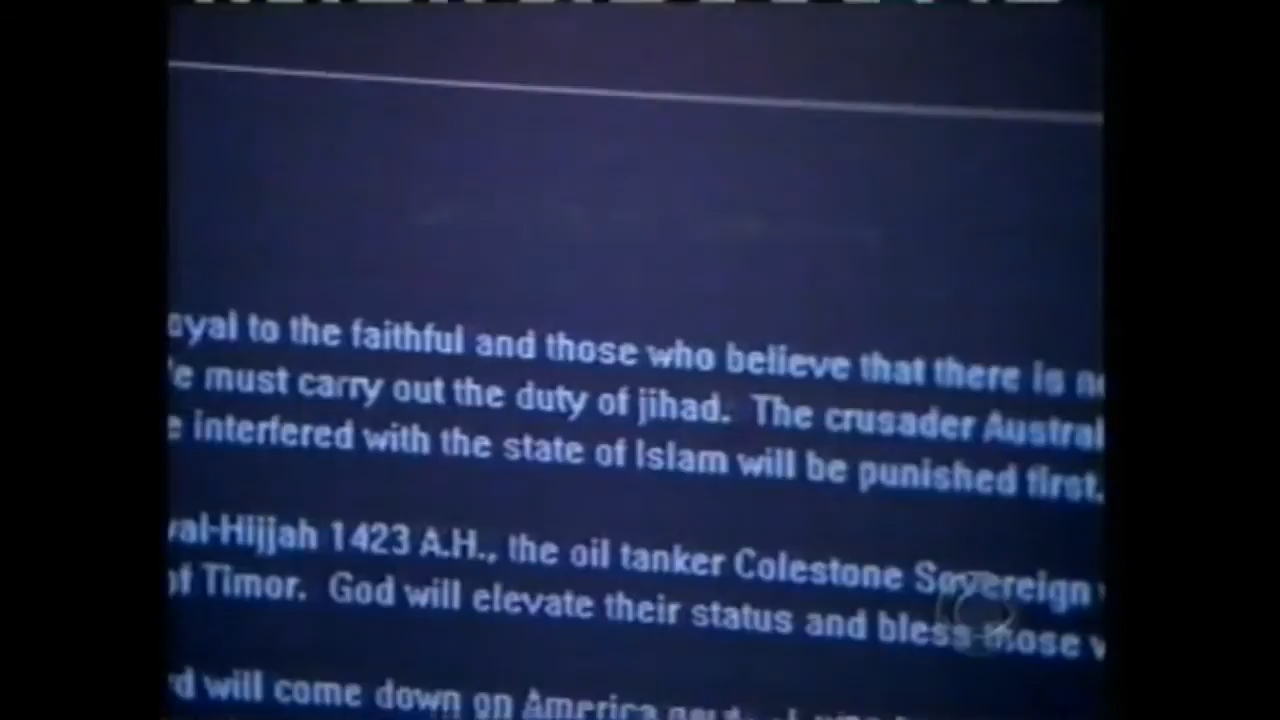 oyal to the faithful and those who believe that there is
e must carry out the duty of jihad. The crusader Austral
e interfered with the state of Islam will be punished first.
al-Hijjah 1423 A.H., the oil tanker Colestone Sovereign
of Timor. God will elevate their status and bless those
d will come down on America